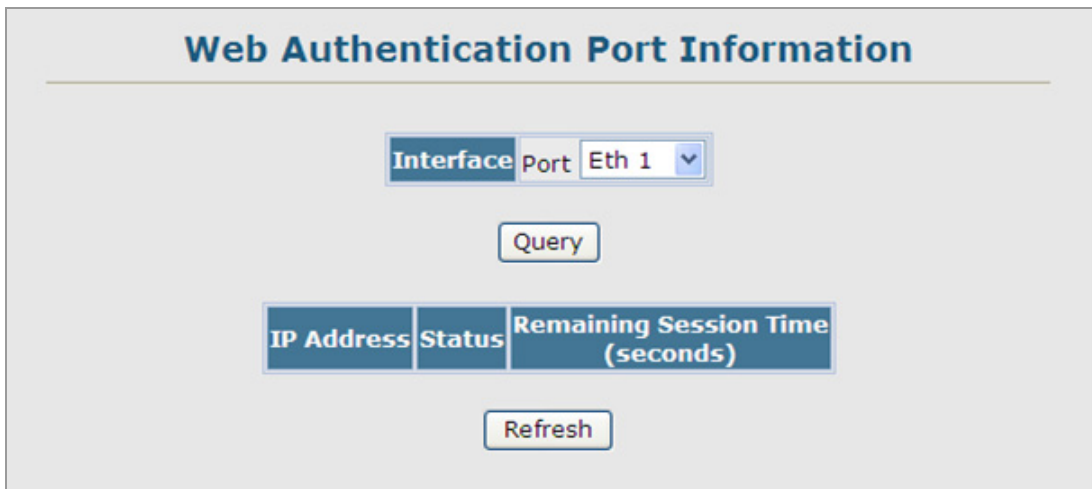 Web Authentication Port Information
Interface Port Eth 1
Query
IP Address Status Remaining Session Time
(seconds)
Refresh